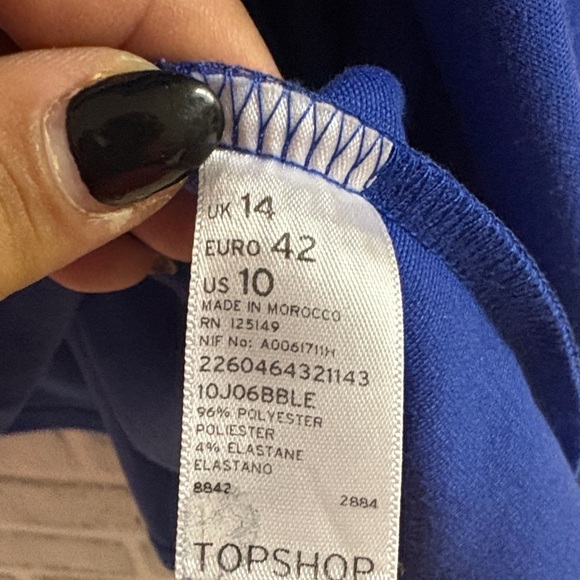 UK 14
EURO 42
US 10
MADE IN MOROCCO
RN 125149
NIF No: A0061711H
2260464321143
10J06BBLE
96% POLYESTER
POLIESTER
4% ELASTANE
ELASTANO
8842
2884
TOPSHOP